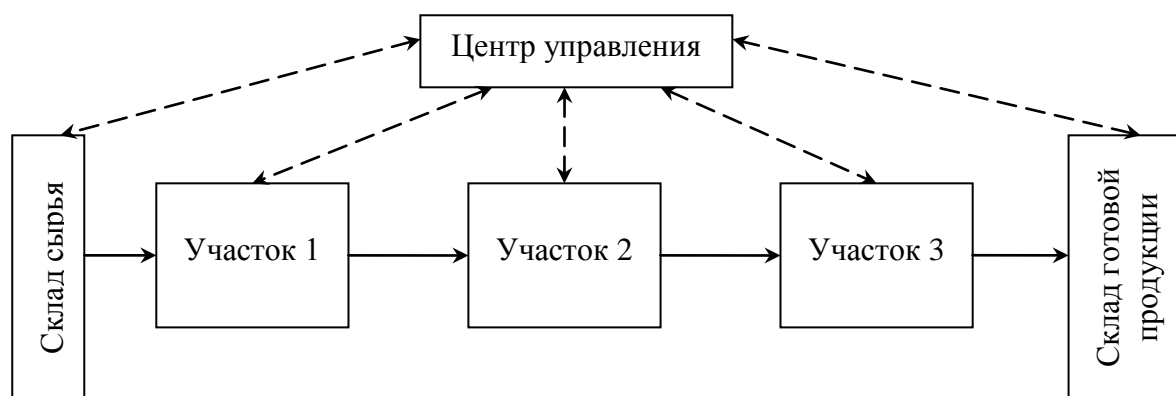 Центр управления
Склад сырья
Участок 1
Участок 2
Участок 3
Склад готовой
продукции